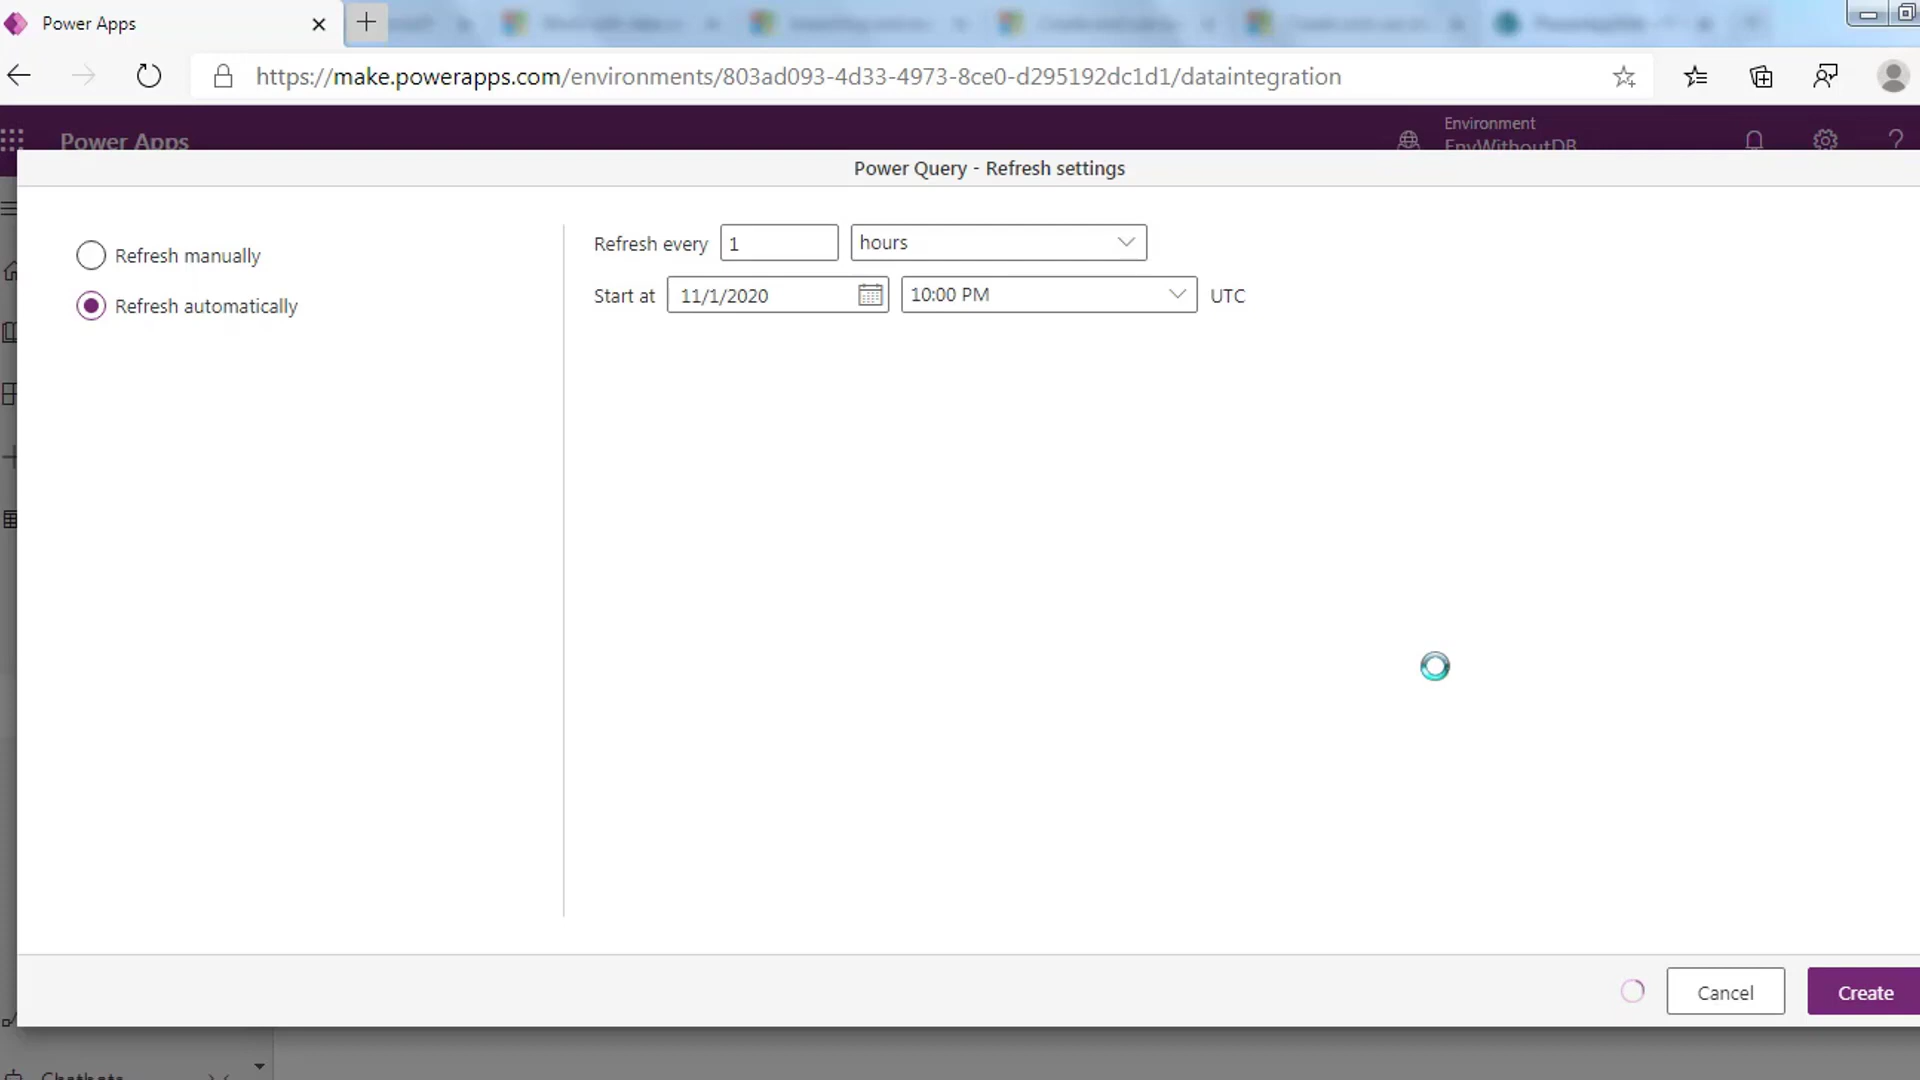 Power Apps
https://make.powerapps.com/environments/803ad093-4d33-4973-8ce0-d295192dc1d1/dataintegration
Power Apps
Environment
EnvWithoutDB
Power Query - Refresh settings
Refresh manually
Refresh automatically
Refresh every 1 hours
Start at 11/1/2020 10:00 PM UTC
Cancel
Create
Chatbots